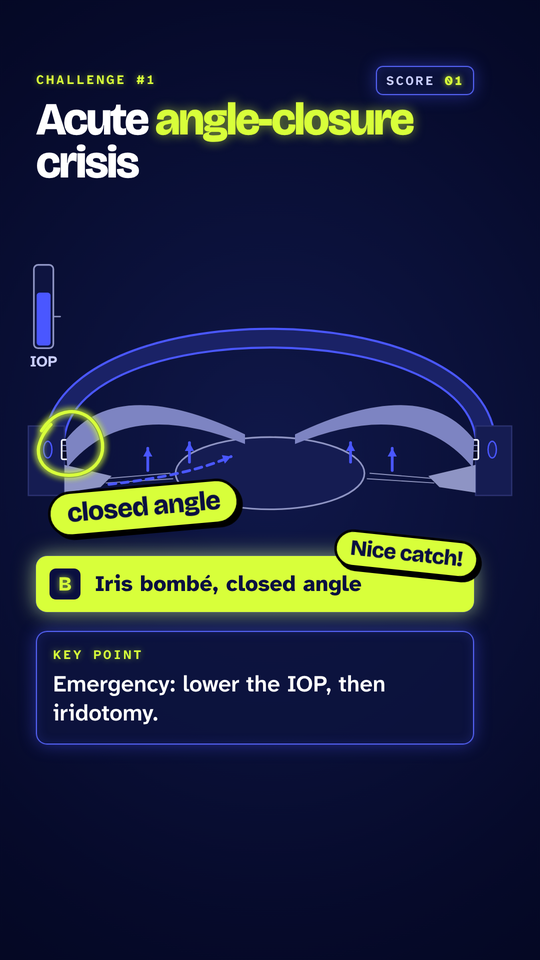 CHALLENGE #1
SCORE 01
Acute angle-closure
crisis
IOP
closed angle
Nice catch!
B Iris bombé, closed angle
KEY POINT
Emergency: lower the IOP, then
iridotomy.